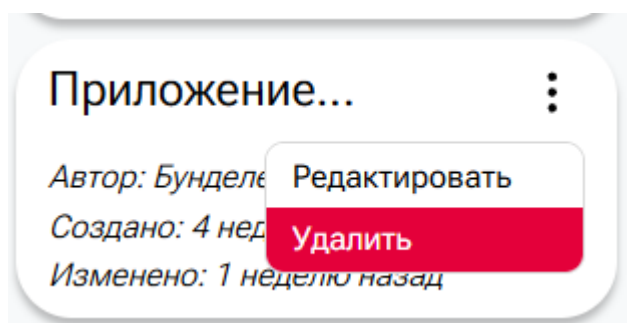 Приложение...
Автор: Бунделе
Редактировать
Создано: 4 нед
Удалить
Изменено: 1 неделю назад